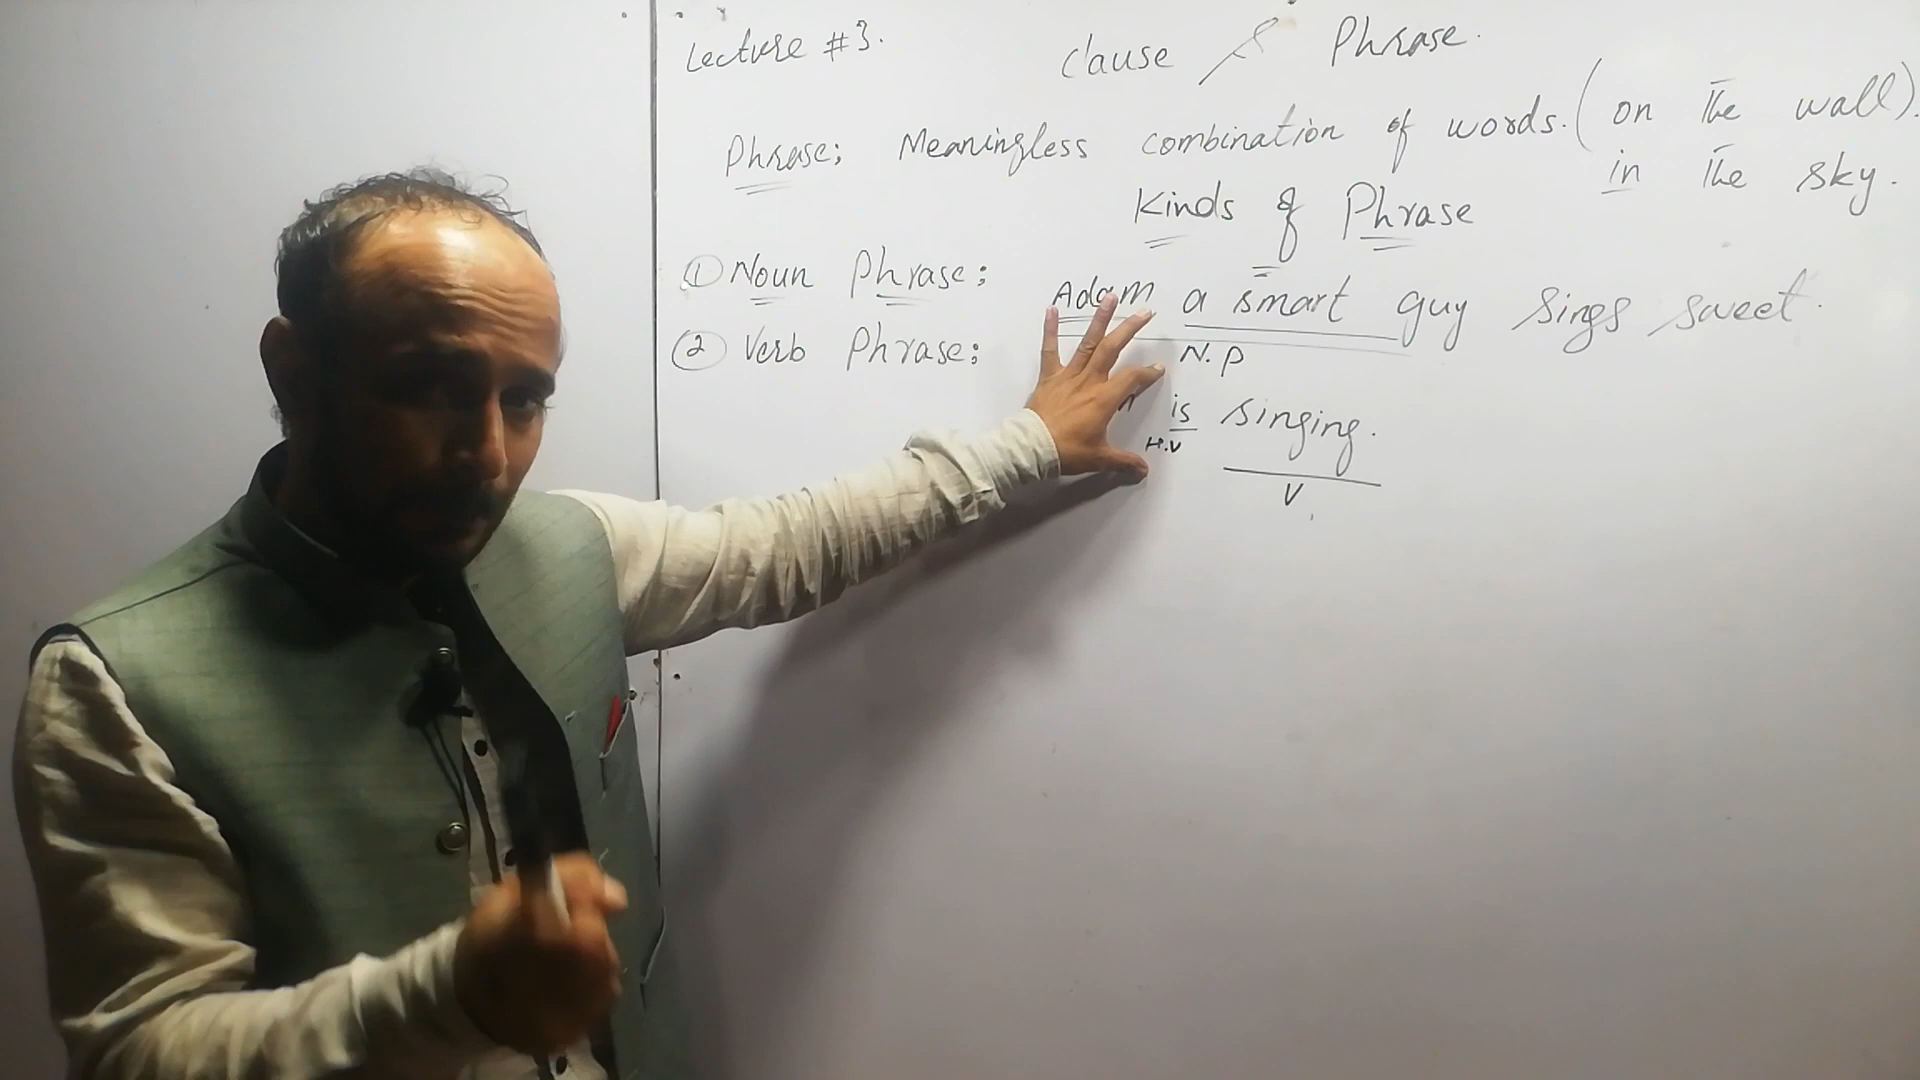 Lecture #3.
Clause & Phrase.
Phrase; Meaningless combination of words. (on the wall).
in the sky.
Kinds of Phrase
① Noun Phrase; Adam a smart guy sings sweet.
N.P
② Verb Phrase;
is singing.
H.V
V